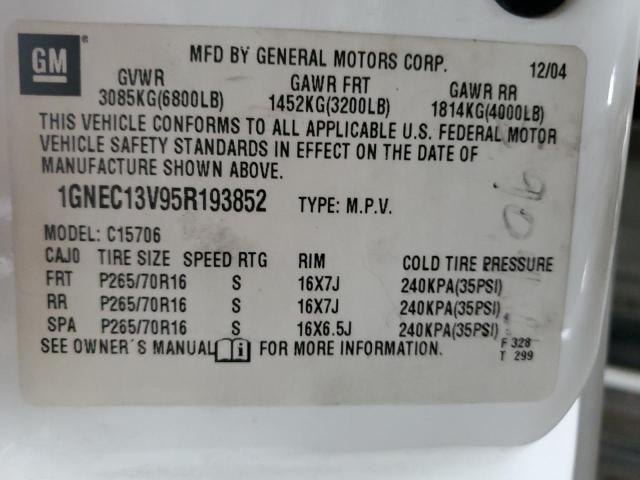 GM ®
MFD BY GENERAL MOTORS CORP. 12/04
GVWR GAWR FRT GAWR RR
3085KG(6800LB) 1452KG(3200LB) 1814KG(4000LB)
THIS VEHICLE CONFORMS TO ALL APPLICABLE U.S. FEDERAL MOTOR
VEHICLE SAFETY STANDARDS IN EFFECT ON THE DATE OF
MANUFACTURE SHOWN ABOVE.
1GNEC13V95R193852 TYPE: M.P.V.
MODEL: C15706
CAJ0 TIRE SIZE SPEED RTG RIM COLD TIRE PRESSURE
FRT P265/70R16 S 16X7J 240KPA(35PSI)
RR P265/70R16 S 16X7J 240KPA(35PSI)
SPA P265/70R16 S 16X6.5J 240KPA(35PSI)
SEE OWNER'S MANUAL FOR MORE INFORMATION.
F 328
T 299